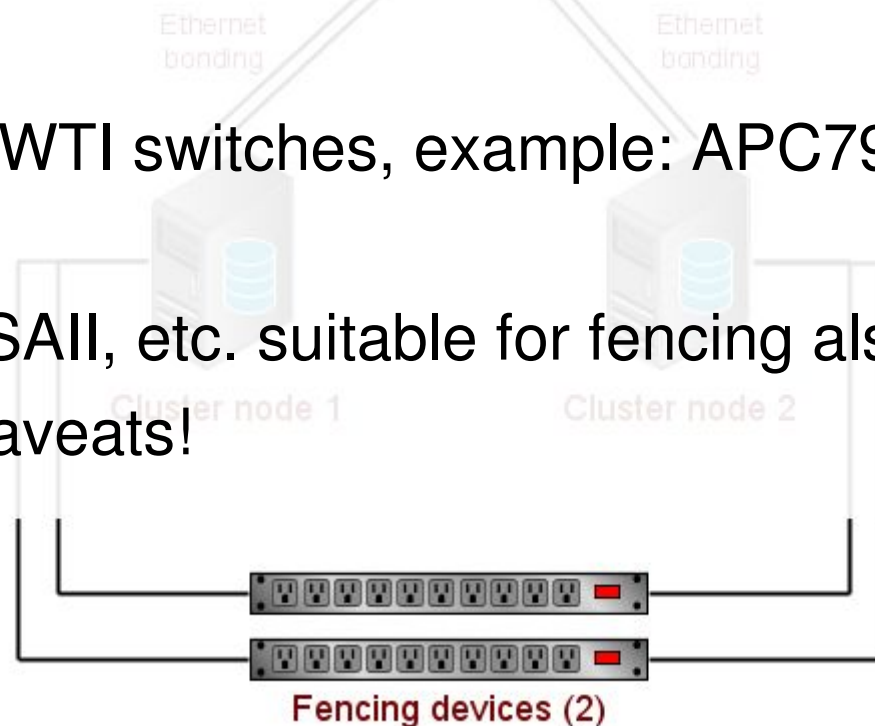 Ethernet bonding Ethernet bonding
WTI switches, example: APC79
SAII, etc. suitable for fencing als
Cluster node 1 Cluster node 2
aveats!
Fencing devices (2)